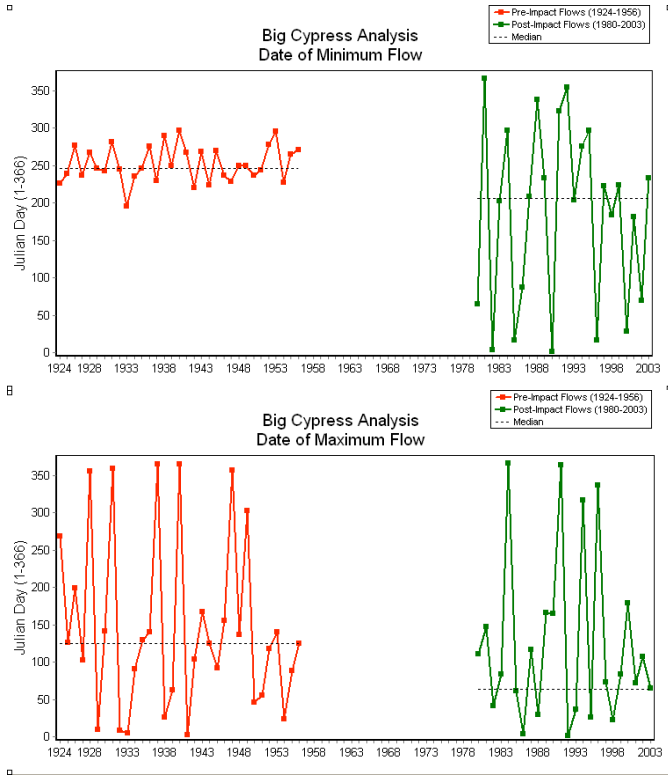 Big Cypress Analysis
Date of Minimum Flow
Pre-Impact Flows (1924-1956)
Post-Impact Flows (1980-2003)
Median
Julian Day (1-366)
350
300
250
200
150
100
50
0
1924 1928 1933 1938 1943 1948 1953 1958 1963 1968 1973 1978 1983 1988 1993 1998 2003
Big Cypress Analysis
Date of Maximum Flow
Pre-Impact Flows (1924-1956)
Post-Impact Flows (1980-2003)
Median
Julian Day (1-366)
350
300
250
200
150
100
50
0
1924 1928 1933 1938 1943 1948 1953 1958 1963 1968 1973 1978 1983 1988 1993 1998 2003